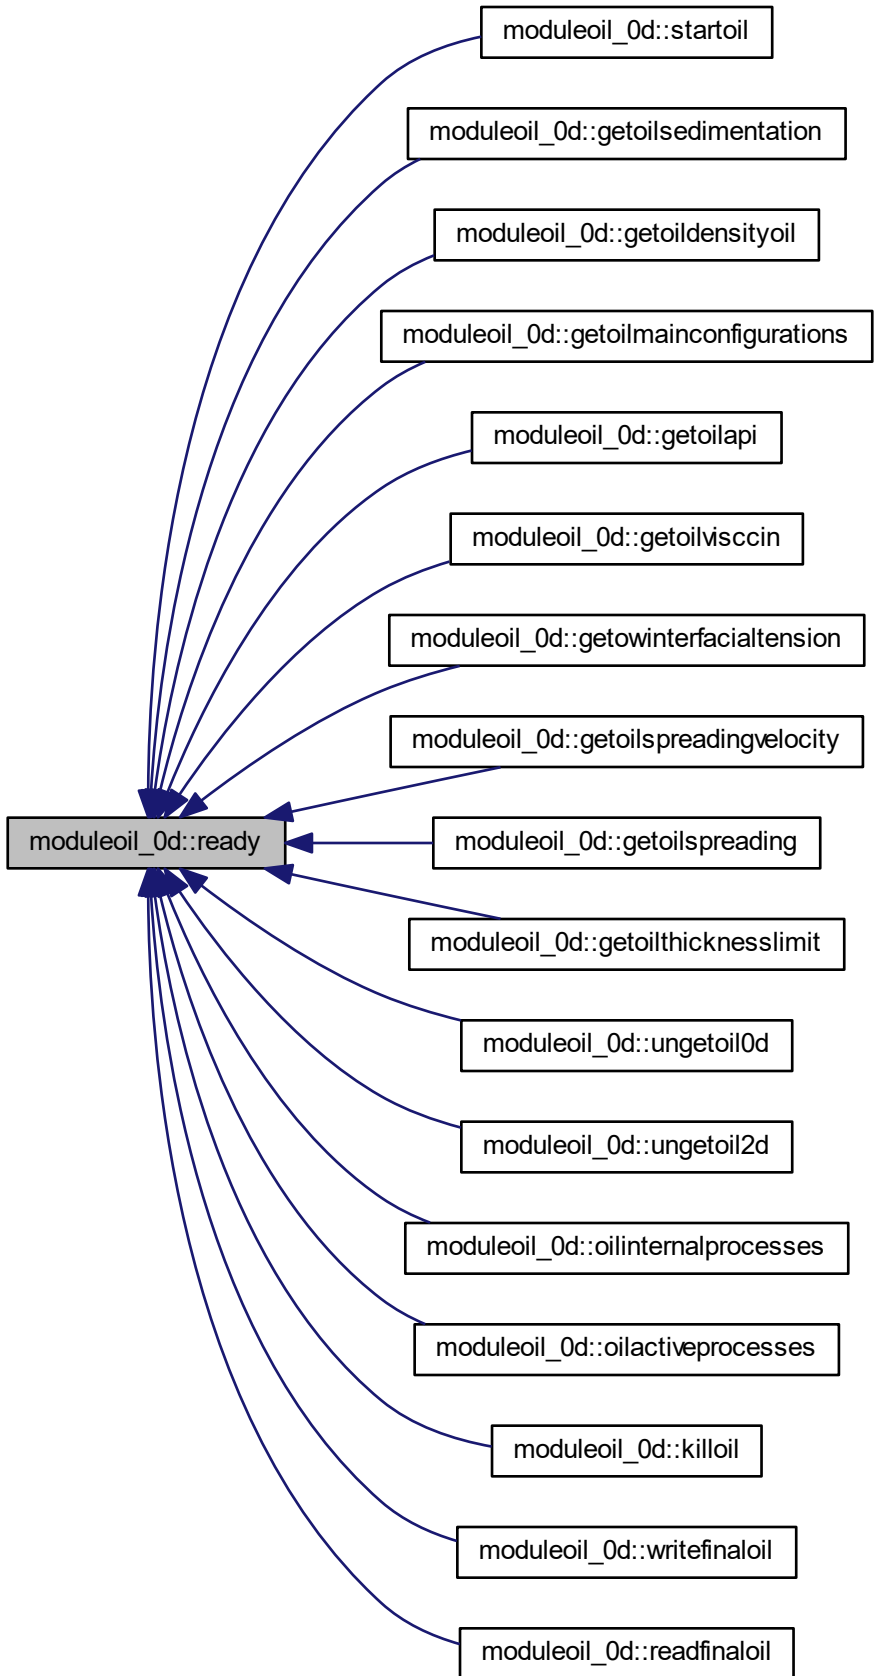 moduleoil_0d::startoil
moduleoil_0d::getoilsedimentation
moduleoil_0d::getoildensityoil
moduleoil_0d::getoilmainconfigurations
moduleoil_0d::getoilapi
moduleoil_0d::getoilvisccin
moduleoil_0d::getowinterfacialtension
moduleoil_0d::getoilspreadingvelocity
moduleoil_0d::ready
moduleoil_0d::getoilspreading
moduleoil_0d::getoilthicknesslimit
moduleoil_0d::ungetoil0d
moduleoil_0d::ungetoil2d
moduleoil_0d::oilinternalprocesses
moduleoil_0d::oilactiveprocesses
moduleoil_0d::killoil
moduleoil_0d::writefinaloil
moduleoil_0d::readfinaloil